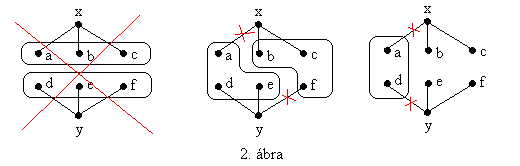 x x x
a b c a b c a b c
d e f d e f d e f
y y y
2. ábra